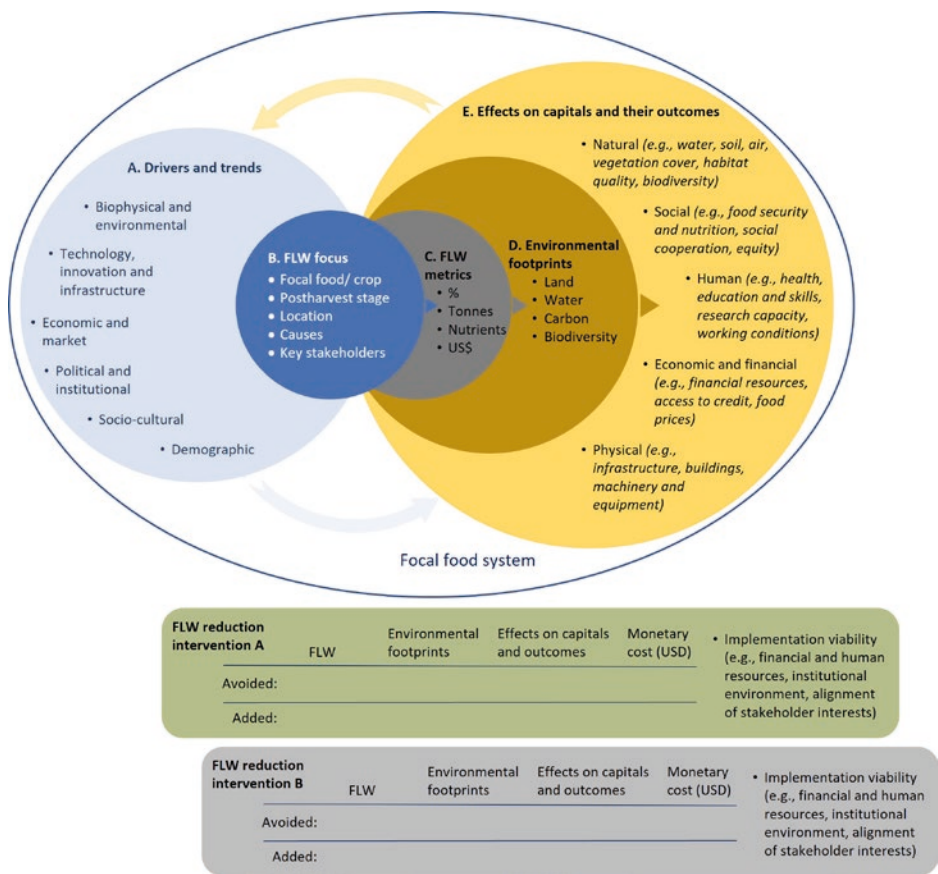 A. Drivers and trends
• Biophysical and
environmental
• Technology,
innovation and
infrastructure
• Economic and
market
• Political and
institutional
• Socio-cultural
• Demographic
B. FLW focus
• Focal food/ crop
• Postharvest stage
• Location
• Causes
• Key stakeholders
C. FLW
metrics
• %
• Tonnes
• Nutrients
• US$
D. Environmental
footprints
• Land
• Water
• Carbon
• Biodiversity
E. Effects on capitals and their outcomes
• Natural (e.g., water, soil, air,
vegetation cover, habitat
quality, biodiversity)
• Social (e.g., food security
and nutrition, social
cooperation, equity)
• Human (e.g., health,
education and skills,
research capacity,
working conditions)
• Economic and financial
(e.g., financial resources,
access to credit, food
prices)
• Physical (e.g.,
infrastructure, buildings,
machinery and
equipment)
Focal food system
FLW reduction
intervention A
FLW
Environmental
footprints
Effects on capitals
and outcomes
Monetary
cost (USD)
Avoided:
Added:
• Implementation viability
(e.g., financial and human
resources, institutional
environment, alignment
of stakeholder interests)
FLW reduction
intervention B
FLW
Environmental
footprints
Effects on capitals
and outcomes
Monetary
cost (USD)
Avoided:
Added:
• Implementation viability
(e.g., financial and human
resources, institutional
environment, alignment
of stakeholder interests)